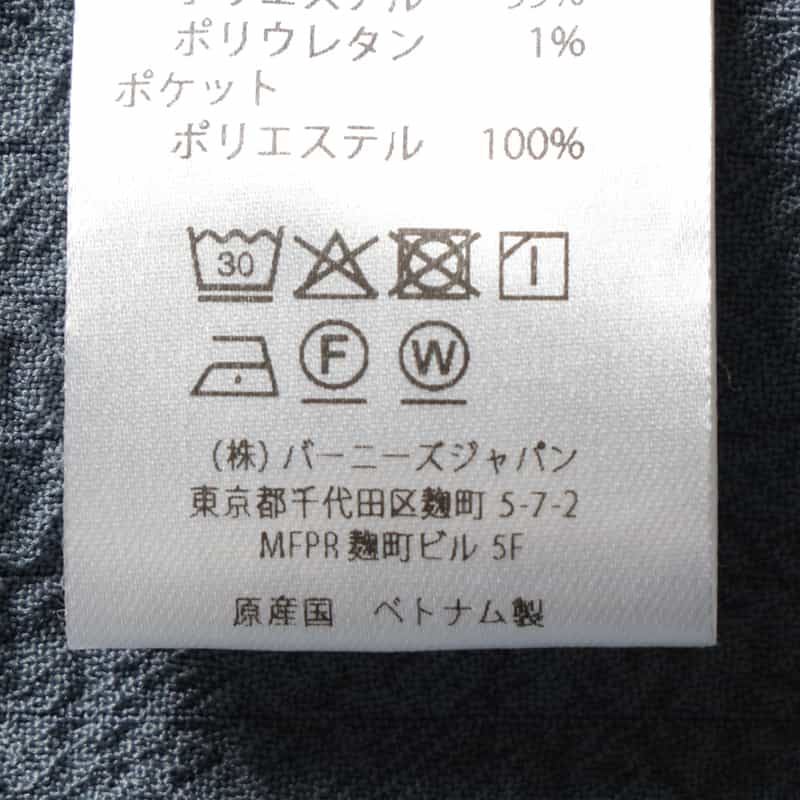 ポリウレタン 1%
ポケット
ポリエステル 100%
30
F W
(株) バーニーズジャパン
東京都千代田区麹町 5-7-2
MFPR 麹町ビル 5F
原産国 ベトナム製